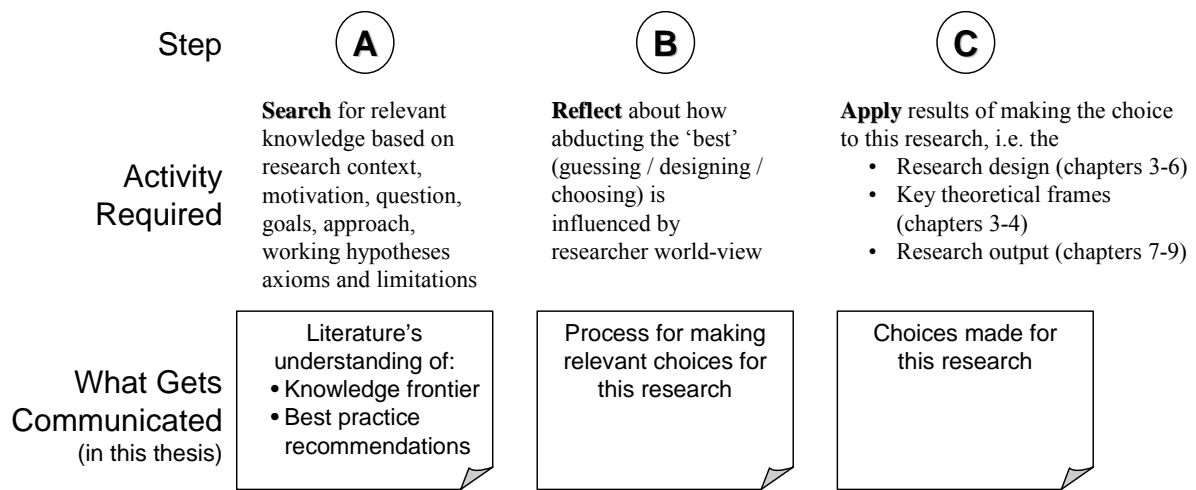 Step
A
B
C
Activity
Required
Search for relevant
knowledge based on
research context,
motivation, question,
goals, approach,
working hypotheses
axioms and limitations
Reflect about how
abducting the ‘best’
(guessing / designing /
choosing) is
influenced by
researcher world-view
Apply results of making the choice
to this research, i.e. the
• Research design (chapters 3-6)
• Key theoretical frames
(chapters 3-4)
• Research output (chapters 7-9)
What Gets
Communicated
(in this thesis)
Literature’s
understanding of:
• Knowledge frontier
• Best practice
recommendations
Process for making
relevant choices for
this research
Choices made for
this research